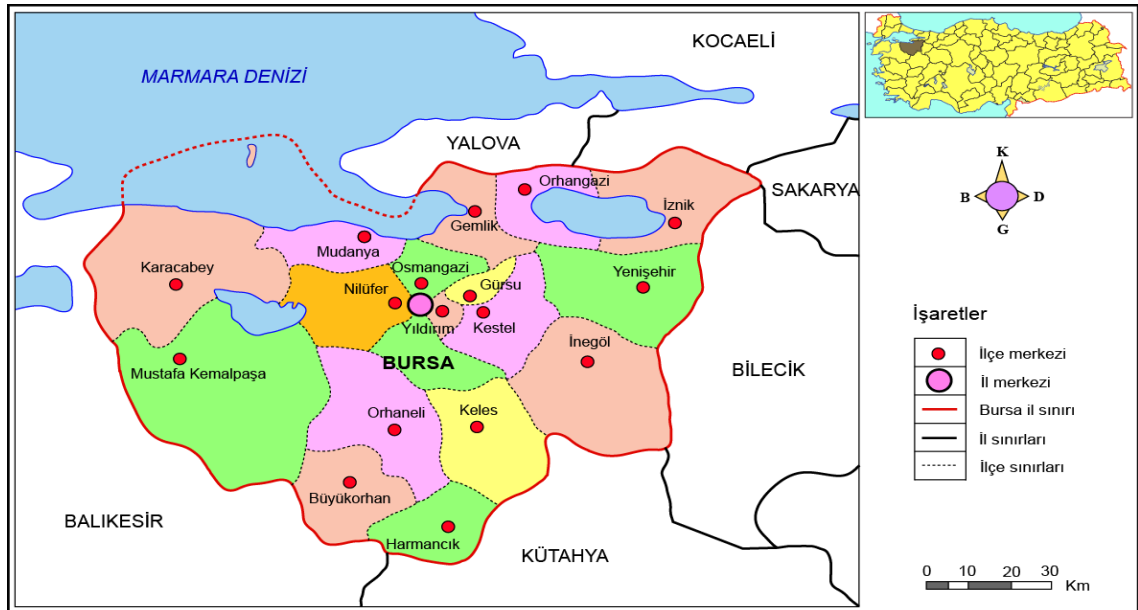 KOCAELİ
MARMARA DENİZİ
YALOVA
SAKARYA
Orhangazi
İznik
Gemlik
Mudanya
Karacabey
Osmangazi
Yenişehir
Nilüfer
Gürsu
Yıldırım
Kestel
İnegöl
BURSA
Mustafa Kemalpaşa
BİLECİK
Orhaneli
Keles
Büyükorhan
BALIKESİR
Harmancık
KÜTAHYA
K
B D
G
İşaretler
İlçe merkezi
İl merkezi
Bursa il sınırı
İl sınırları
İlçe sınırları
0 10 20 30
Km